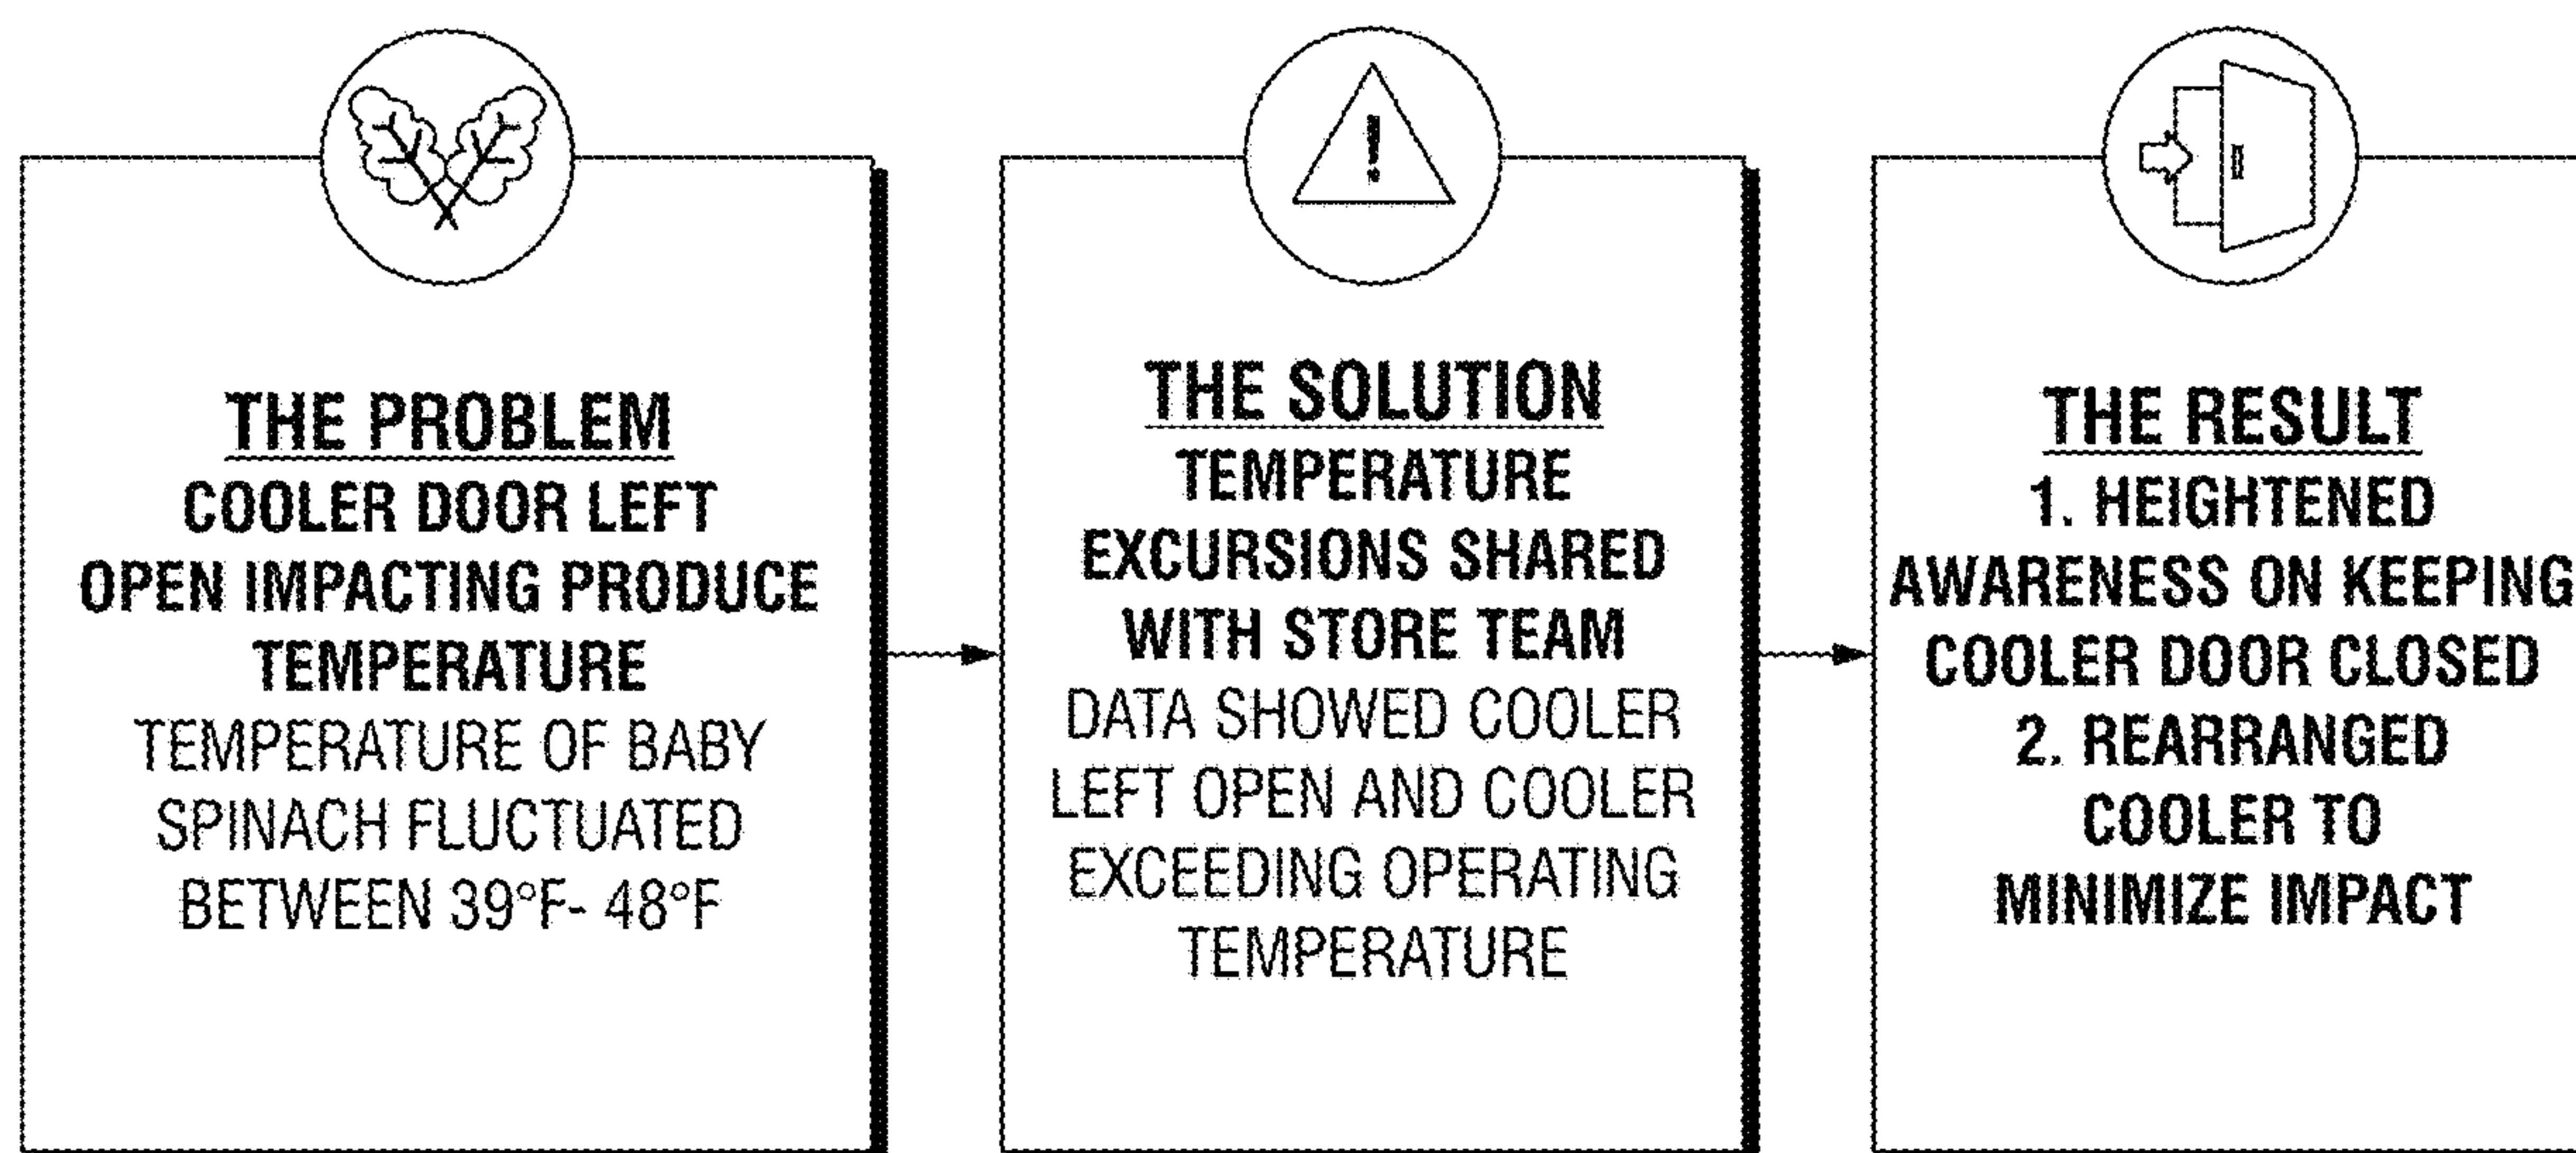 THE PROBLEM
COOLER DOOR LEFT
OPEN IMPACTING PRODUCE
TEMPERATURE
TEMPERATURE OF BABY
SPINACH FLUCTUATED
BETWEEN 39°F- 48°F
!
THE SOLUTION
TEMPERATURE
EXCURSIONS SHARED
WITH STORE TEAM
DATA SHOWED COOLER
LEFT OPEN AND COOLER
EXCEEDING OPERATING
TEMPERATURE
THE RESULT
1. HEIGHTENED
AWARENESS ON KEEPING
COOLER DOOR CLOSED
2. REARRANGED
COOLER TO
MINIMIZE IMPACT